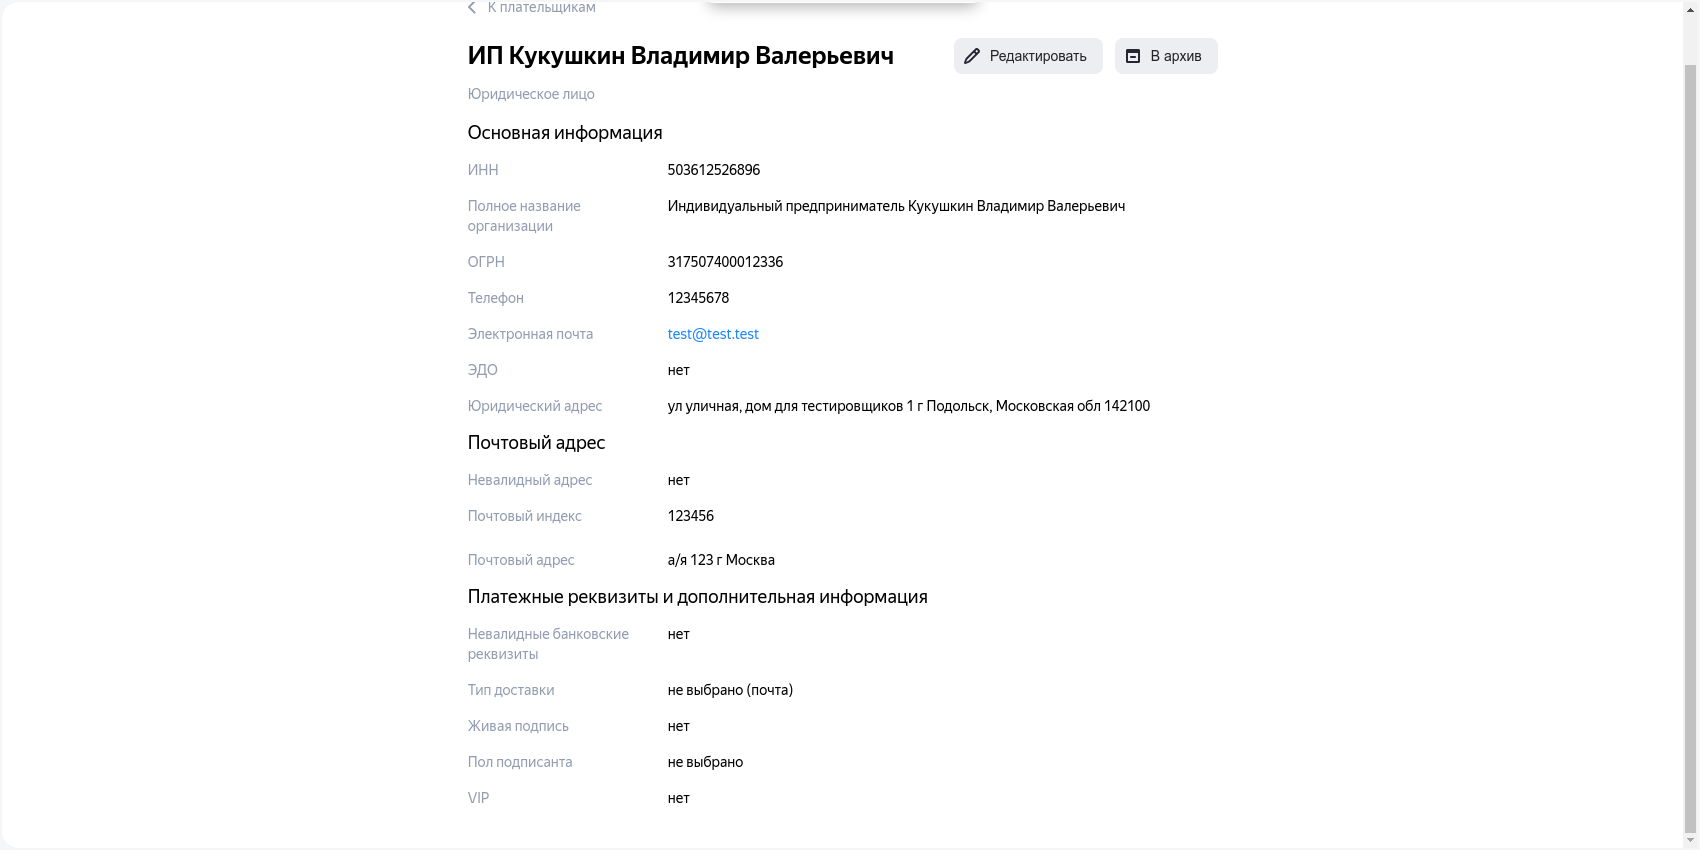 К плательщикам
ИП Кукушкин Владимир Валерьевич
Редактировать
В архив
Юридическое лицо
Основная информация
ИНН 503612526896
Полное название Индивидуальный предприниматель Кукушкин Владимир Валерьевич
организации
ОГРН 317507400012336
Телефон 12345678
Электронная почта test@test.test
ЭДО нет
Юридический адрес ул уличная, дом для тестировщиков 1 г Подольск, Московская обл 142100
Почтовый адрес
Невалидный адрес нет
Почтовый индекс 123456
Почтовый адрес а/я 123 г Москва
Платежные реквизиты и дополнительная информация
Невалидные банковские нет
реквизиты
Тип доставки не выбрано (почта)
Живая подпись нет
Пол подписанта не выбрано
VIP нет